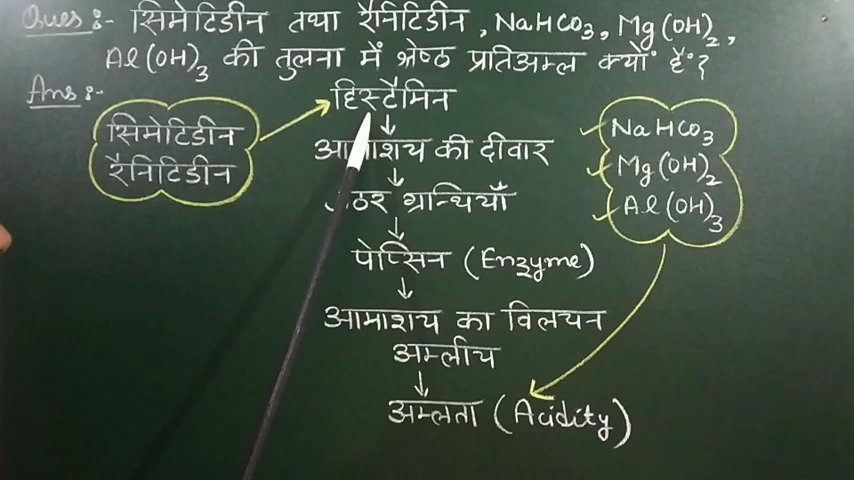 Ques :- सिमेटिडीन तथा रैनिटिडीन, NaHCO3, Mg(OH)2,
Al(OH)3 की तुलना में श्रेष्ठ प्रतिअम्ल क्यों हैं?
Ans :-
हिस्टैमिन
सिमेटिडीन
रैनिटिडीन
आमाशय की दीवार
ग्रन्थियाँ
पेप्सिन (Enzyme)
आमाशय का विलयन
अम्लीय
अम्लता (Acidity)
NaHCO3
Mg(OH)2
Al(OH)3